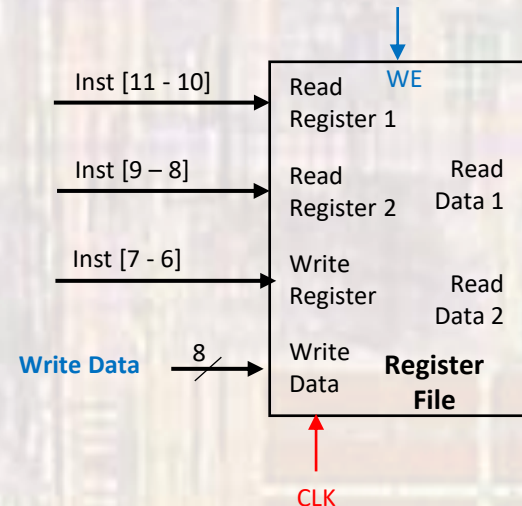 WE
Inst [11 - 10]
Read
Register 1
Inst [9 – 8]
Read
Register 2
Read
Data 1
Inst [7 - 6]
Write
Register
Read
Data 2
Write Data
8
Write
Data
Register
File
CLK